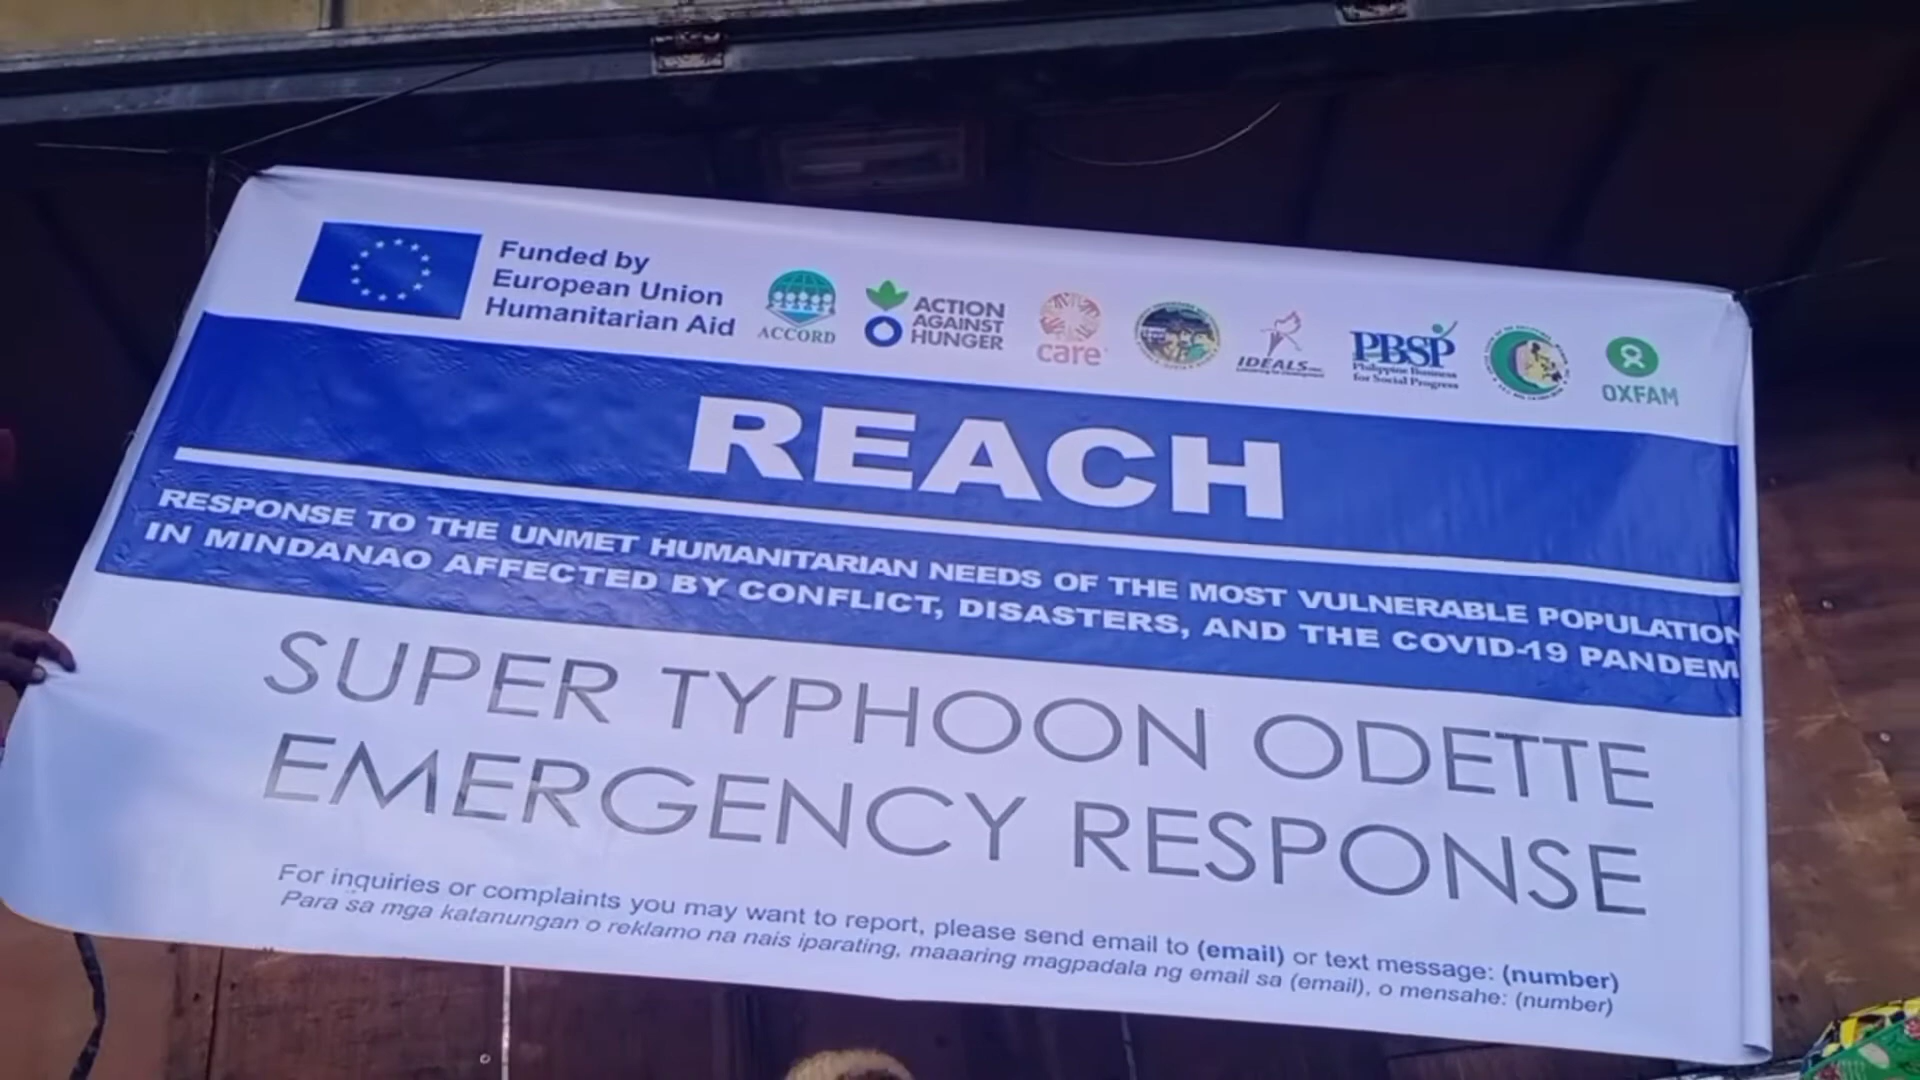 Funded by
European Union
Humanitarian Aid
ACCORD
ACTION
AGAINST
HUNGER
care
IDEALS
PBSP
Philippine Business
for Social Progress
OXFAM
REACH
RESPONSE TO THE UNMET HUMANITARIAN NEEDS OF THE MOST VULNERABLE POPULATION
IN MINDANAO AFFECTED BY CONFLICT, DISASTERS, AND THE COVID-19 PANDEM
SUPER TYPHOON ODETTE
EMERGENCY RESPONSE
For inquiries or complaints you may want to report, please send email to (email) or text message: (number)
Para sa mga katanungan o reklamo na nais iparating, maaaring magpadala ng email sa (email), o mensahe: (number)